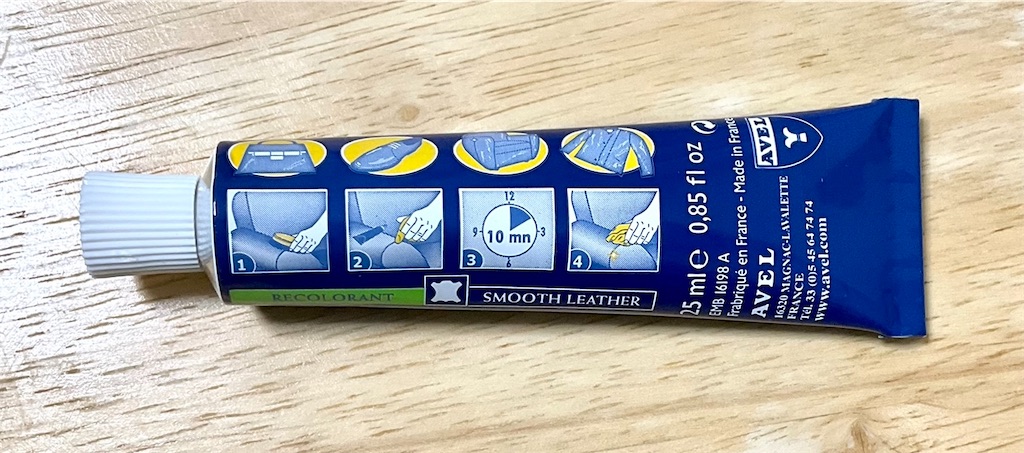 12
9
3
10 mn
6
1
2
3
4
RECOLORANT
SMOOTH LEATHER
25 ml e 0,85 fl oz
EMB 16198 A
Frabriqué en France - Made in France
AVEL
AVEL
16320 MAGNAC-LAVALETTE
FRANCE
Tél. 33 (0)5 45 64 74 74
www.avel.com